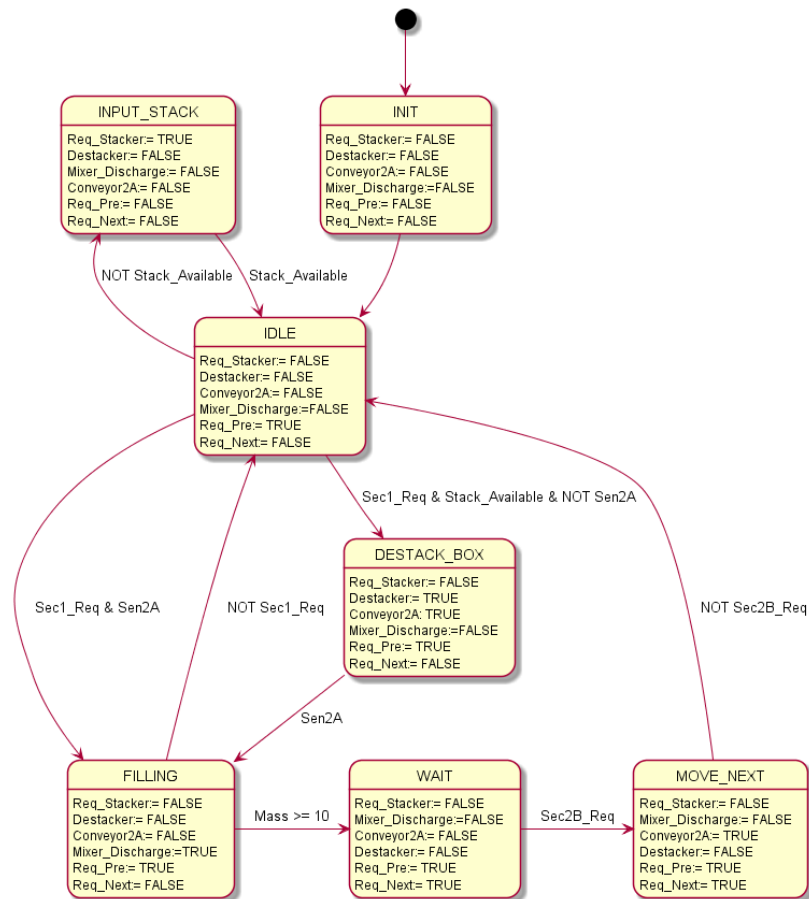 INPUT_STACK
Req_Stacker:= TRUE
Destacker:= FALSE
Mixer_Discharge:= FALSE
Conveyor2A:= FALSE
Req_Pre:= FALSE
Req_Next:= FALSE
INIT
Req_Stacker:= FALSE
Destacker:= FALSE
Conveyor2A:= FALSE
Mixer_Discharge:=FALSE
Req_Pre:= FALSE
Req_Next:= FALSE
NOT Stack_Available
Stack_Available
IDLE
Req_Stacker:= FALSE
Destacker:= FALSE
Conveyor2A:= FALSE
Mixer_Discharge:=FALSE
Req_Pre:= TRUE
Req_Next:= FALSE
Sec1_Req & Stack_Available & NOT Sen2A
DESTACK_BOX
Req_Stacker:= FALSE
Destacker:= TRUE
Conveyor2A: TRUE
Mixer_Discharge:=FALSE
Req_Pre:= TRUE
Req_Next:= FALSE
Sec1_Req & Sen2A
NOT Sec1_Req
NOT Sec2B_Req
Sen2A
FILLING
Req_Stacker:= FALSE
Destacker:= FALSE
Conveyor2A:= FALSE
Mixer_Discharge:=TRUE
Req_Pre:= TRUE
Req_Next:= FALSE
Mass >= 10
WAIT
Req_Stacker:= FALSE
Mixer_Discharge:=FALSE
Conveyor2A:= FALSE
Destacker:= FALSE
Req_Pre:= TRUE
Req_Next:= TRUE
Sec2B_Req
MOVE_NEXT
Req_Stacker:= FALSE
Mixer_Discharge:= FALSE
Conveyor2A:= TRUE
Destacker:= FALSE
Req_Pre:= TRUE
Req_Next:= TRUE